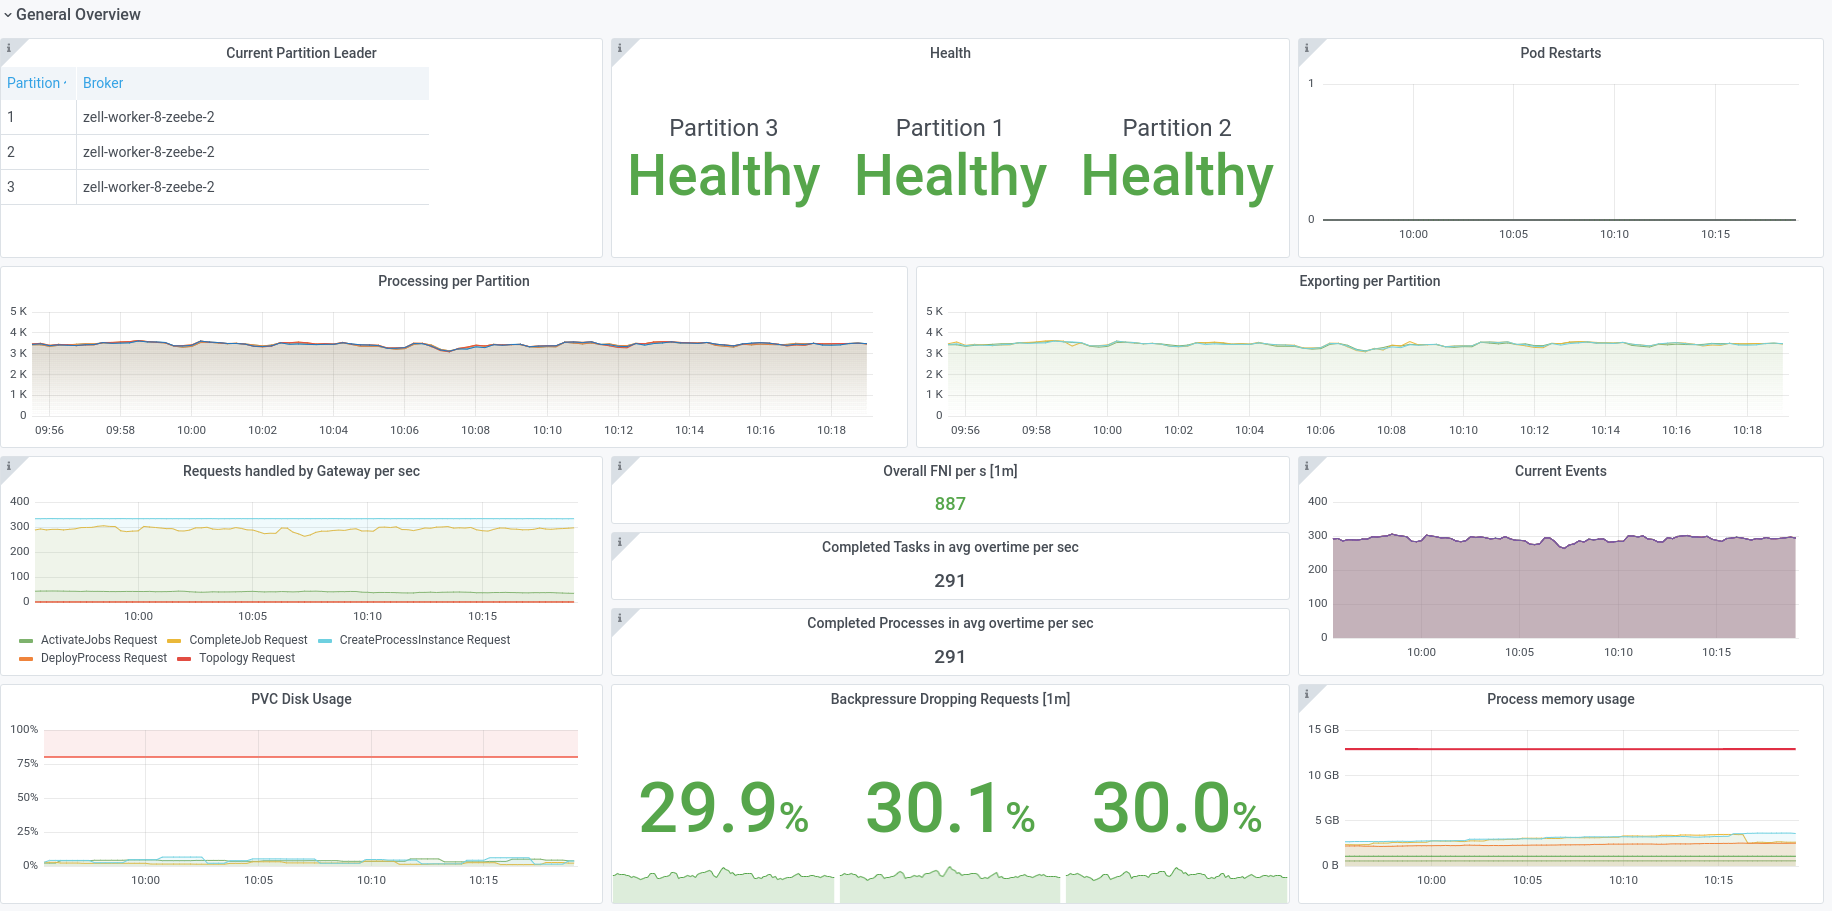 General Overview
Current Partition Leader
Partition
Broker
1
zell-worker-8-zeebe-2
2
zell-worker-8-zeebe-2
3
zell-worker-8-zeebe-2
Health
Partition 3
Healthy
Partition 1
Healthy
Partition 2
Healthy
Pod Restarts
1
0
10:00 10:05 10:10 10:15
Processing per Partition
5 K
4 K
3 K
2 K
1 K
0
09:56 09:58 10:00 10:02 10:04 10:06 10:08 10:10 10:12 10:14 10:16 10:18
Exporting per Partition
5 K
4 K
3 K
2 K
1 K
0
09:56 09:58 10:00 10:02 10:04 10:06 10:08 10:10 10:12 10:14 10:16 10:18
Requests handled by Gateway per sec
400
300
200
100
0
10:00 10:05 10:10 10:15
ActivateJobs Request CompleteJob Request CreateProcessInstance Request
DeployProcess Request Topology Request
Overall FNI per s [1m]
887
Completed Tasks in avg overtime per sec
291
Completed Processes in avg overtime per sec
291
Current Events
400
300
200
100
0
10:00 10:05 10:10 10:15
PVC Disk Usage
100%
75%
50%
25%
0%
10:00 10:05 10:10 10:15
Backpressure Dropping Requests [1m]
29.9% 30.1% 30.0%
Process memory usage
15 GB
10 GB
5 GB
0 B
10:00 10:05 10:10 10:15